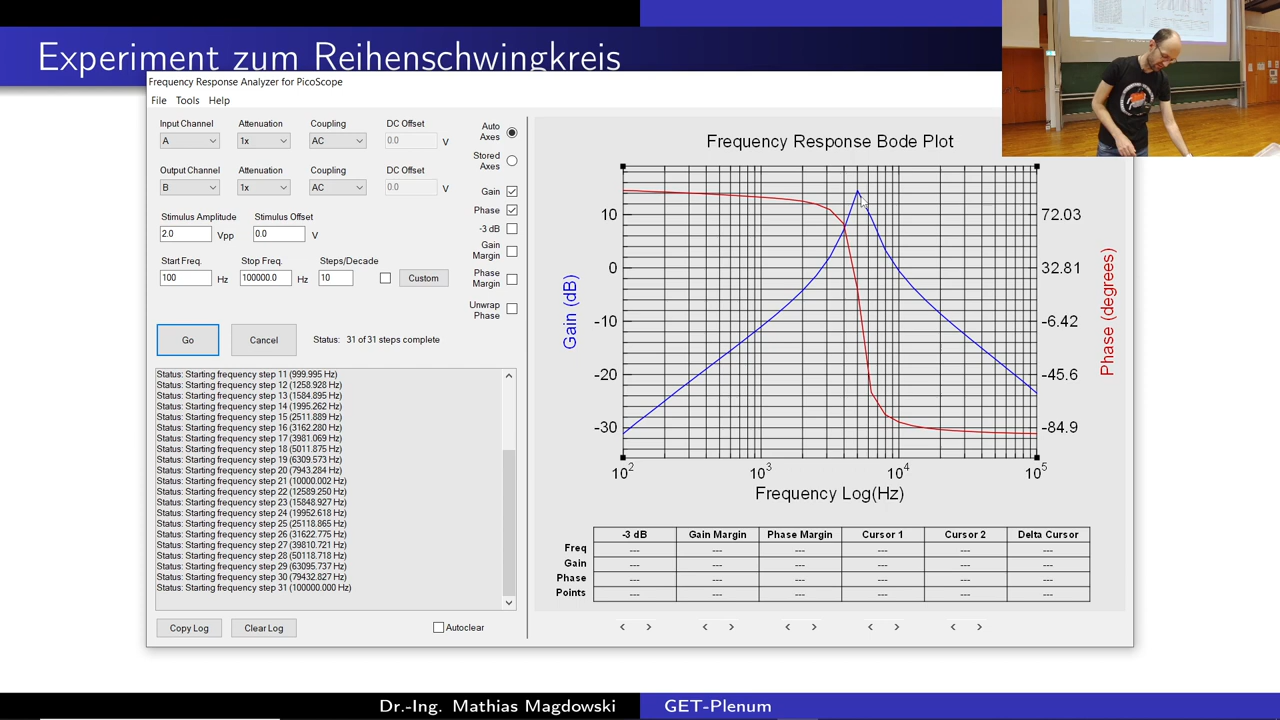 Experiment zum Reihenschwingkreis
Frequency Response Analyzer for PicoScope
File Tools Help
Input Channel Attenuation Coupling DC Offset
A 1x AC 0.0 V
Output Channel Attenuation Coupling DC Offset
B 1x AC 0.0 V
Stimulus Amplitude Stimulus Offset
2.0 Vpp 0.0 V
Start Freq. Stop Freq. Steps/Decade
100 Hz 100000.0 Hz 10 Custom
Auto Axes
Stored Axes
Gain
Phase
-3 dB
Gain Margin
Phase Margin
Unwrap Phase
Go Cancel Status: 31 of 31 steps complete
Status: Starting frequency step 11 (999.995 Hz)
Status: Starting frequency step 12 (1258.928 Hz)
Status: Starting frequency step 13 (1584.895 Hz)
Status: Starting frequency step 14 (1995.262 Hz)
Status: Starting frequency step 15 (2511.889 Hz)
Status: Starting frequency step 16 (3162.280 Hz)
Status: Starting frequency step 17 (3981.069 Hz)
Status: Starting frequency step 18 (5011.875 Hz)
Status: Starting frequency step 19 (6309.573 Hz)
Status: Starting frequency step 20 (7943.284 Hz)
Status: Starting frequency step 21 (10000.002 Hz)
Status: Starting frequency step 22 (12589.250 Hz)
Status: Starting frequency step 23 (15848.927 Hz)
Status: Starting frequency step 24 (19952.618 Hz)
Status: Starting frequency step 25 (25118.865 Hz)
Status: Starting frequency step 26 (31622.775 Hz)
Status: Starting frequency step 27 (39810.721 Hz)
Status: Starting frequency step 28 (50118.718 Hz)
Status: Starting frequency step 29 (63095.737 Hz)
Status: Starting frequency step 30 (79432.827 Hz)
Status: Starting frequency step 31 (100000.000 Hz)
Copy Log Clear Log Autoclear
Frequency Response Bode Plot
Gain (dB)
10
0
-10
-20
-30
72.03
32.81
-6.42
-45.6
-84.9
Phase (degrees)
10² 10³ 10⁴ 10⁵
Frequency Log(Hz)
-3 dB Gain Margin Phase Margin Cursor 1 Cursor 2 Delta Cursor
Freq --- --- --- --- --- ---
Gain --- --- --- --- --- ---
Phase --- --- --- --- --- ---
Points --- --- --- --- --- ---
Dr.-Ing. Mathias Magdowski GET-Plenum